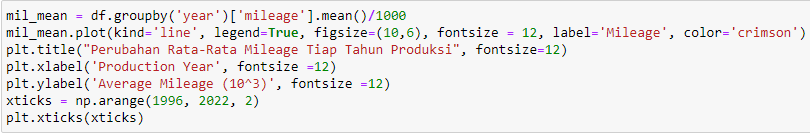 mil_mean = df.groupby('year')['mileage'].mean()/1000
mil_mean.plot(kind='line', legend=True, figsize=(10,6), fontsize = 12, label='Mileage', color='crimson')
plt.title("Perubahan Rata-Rata Mileage Tiap Tahun Produksi", fontsize=12)
plt.xlabel('Production Year', fontsize =12)
plt.ylabel('Average Mileage (10^3)', fontsize =12)
xticks = np.arange(1996, 2022, 2)
plt.xticks(xticks)